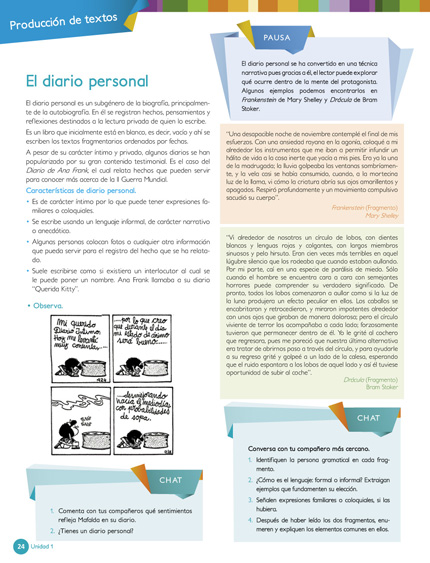 Producción de textos
El diario personal
El diario personal es un subgénero de la biografía, principalmen-
te de la autobiografía. En él se registran hechos, pensamientos y
reflexiones destinados a la lectura privada de quien lo escribe.
Es un libro que inicialmente está en blanco, es decir, vacío y ahí se
escriben los textos fragmentarios ordenados por fechas.
A pesar de su carácter íntimo y privado, algunos diarios se han
popularizado por su gran contenido testimonial. Es el caso del
Diario de Ana Frank, el cual relata hechos que pueden servir
para conocer más acerca de la II Guerra Mundial.
Características de diario personal.
• Es de carácter íntimo por lo que puede tener expresiones fa-
miliares o coloquiales.
• Se escribe usando un lenguaje informal, de carácter narrativo
o anecdótico.
• Algunas personas colocan fotos o cualquier otra información
que pueda servir para el registro del hecho que se ha relata-
do.
• Suele escribirse como si existiera un interlocutor al cual se
le puede poner un nombre. Ana Frank llamaba a su diario
"Querida Kitty".
• Observa.
Mi querido
Diario Íntimo:
Hoy me levanté
muy contenta...
...por lo que creo
que durante el día
mi estado de ánimo
será bueno...
...desmejorando
hacia el mediodía
con probabilidades
de sopa.
CHAT
1. Comenta con tus compañeros qué sentimientos
refleja Mafalda en su diario.
2. ¿Tienes un diario personal?
24 Unidad 1
PAUSA
El diario personal se ha convertido en una técnica
narrativa pues gracias a él, el lector puede explorar
qué ocurre dentro de la mente del protagonista.
Algunos ejemplos podemos encontrarlos en
Frankenstein de Mary Shelley y Drácula de Bram
Stoker.
"Una desapacible noche de noviembre contemplé el final de mis
esfuerzos. Con una ansiedad rayana en la agonía, coloqué a mi
alrededor los instrumentos que me iban a permitir infundir un
hálito de vida a la cosa inerte que yacía a mis pies. Era ya la una
de la madrugada; la lluvia golpeaba las ventanas sombríamen-
te, y la vela casi se había consumido, cuando, a la mortecina
luz de la llama, vi cómo la criatura abría sus ojos amarillentos y
apagados. Respiró profundamente y un movimiento convulsivo
sacudió su cuerpo".
Frankenstein (Fragmento)
Mary Shelley
"Vi alrededor de nosotros un círculo de lobos, con dientes
blancos y lenguas rojas y colgantes, con largos miembros
sinuosos y pelo hirsuto. Eran cien veces más terribles en aquel
lúgubre silencio que los rodeaba que cuando estaban aullando.
Por mi parte, caí en una especie de parálisis de miedo. Sólo
cuando el hombre se encuentra cara a cara con semejantes
horrores puede comprender su verdadero significado. De
pronto, todos los lobos comenzaron a aullar como si la luz de
la luna produjera un efecto peculiar en ellos. Los caballos se
encabritaron y retrocedieron, y miraron impotentes alrededor
con unos ojos que giraban de manera dolorosa; pero el círculo
viviente de terror los acompañaba a cada lado; forzosamente
tuvieron que permanecer dentro de él. Yo le grité al cochero
que regresara, pues me pareció que nuestra última alternativa
era tratar de abrirnos paso a través del círculo, y para ayudarle
a su regreso grité y golpeé a un lado de la calesa, esperando
que el ruido espantara a los lobos de aquel lado y así él tuviese
oportunidad de subir al coche".
Drácula (Fragmento)
Bram Stoker
CHAT
Conversa con tu compañero más cercano.
1. Identifiquen la persona gramatical en cada frag-
mento.
2. ¿Cómo es el lenguaje: formal o informal? Extraigan
ejemplos que fundamenten su elección.
3. Señalen expresiones familiares o coloquiales, si las
hubiera.
4. Después de haber leído los dos fragmentos, enu-
meren y expliquen los elementos comunes en ellos.